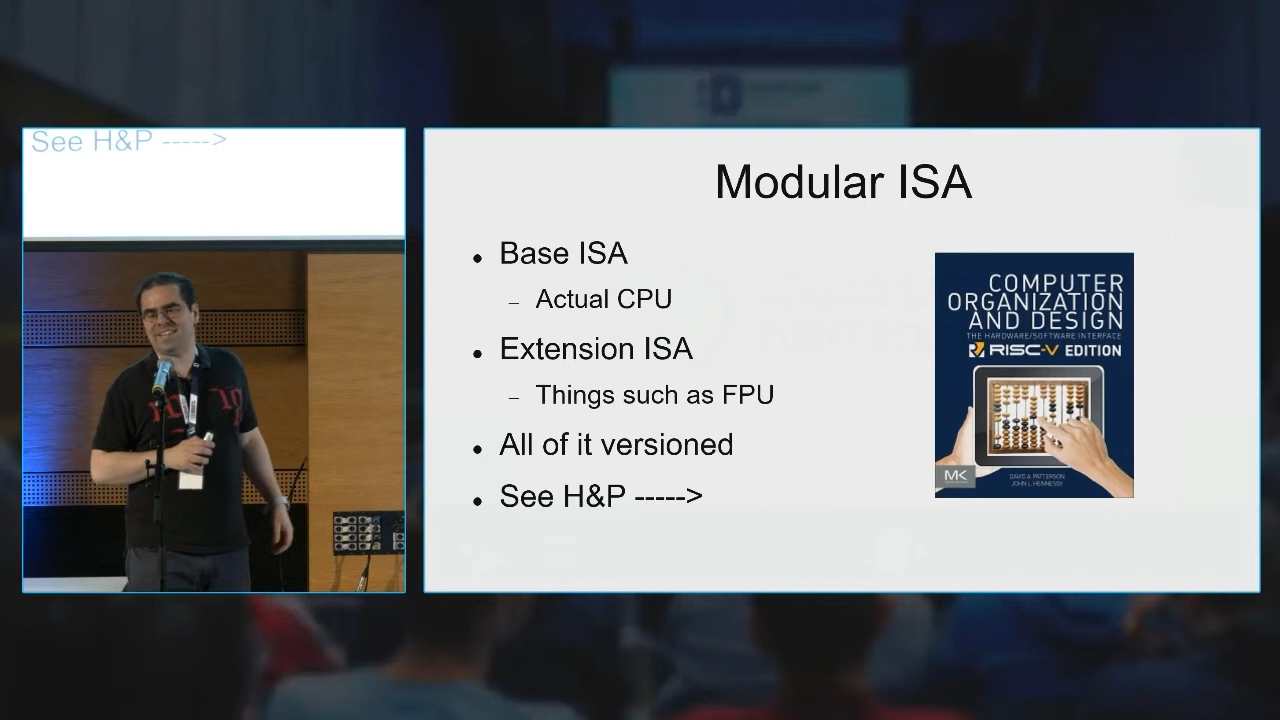 See H&P ----->
Modular ISA
● Base ISA
– Actual CPU
● Extension ISA
– Things such as FPU
● All of it versioned
● See H&P ----->
COMPUTER
ORGANIZATION
AND DESIGN
THE HARDWARE/SOFTWARE INTERFACE
RISC-V EDITION
MK
DAVID A. PATTERSON
JOHN L. HENNESSY